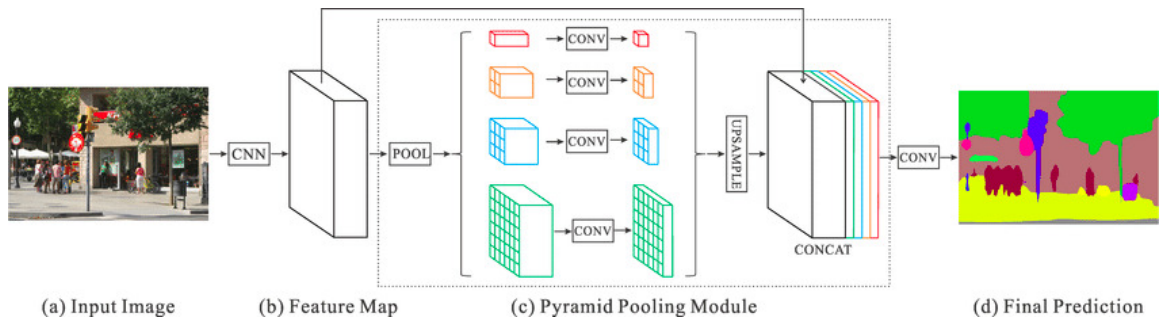 CNN
POOL
CONV
CONV
CONV
CONV
UPSAMPLE
CONCAT
CONV
(a) Input Image
(b) Feature Map
(c) Pyramid Pooling Module
(d) Final Prediction